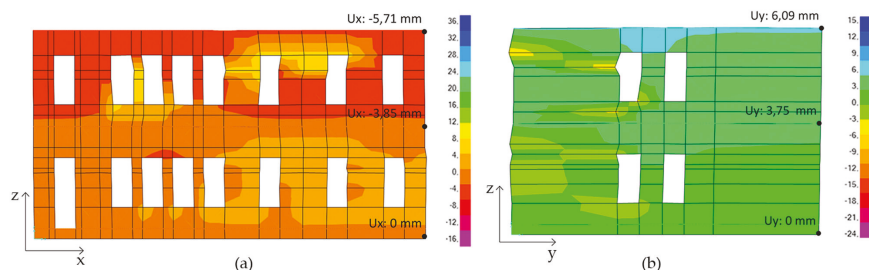 Ux: -5,71 mm
Ux: -3,85 mm
Ux: 0 mm
z
x
(a)
36.
32.
28.
24.
20.
16.
12.
8.
4.
0.
-4.
-8.
-12.
-16.
Uy: 6,09 mm
Uy: 3,75 mm
Uy: 0 mm
z
y
(b)
15.
12.
9.
6.
3.
0.
-3.
-6.
-9.
-12.
-15.
-18.
-21.
-24.